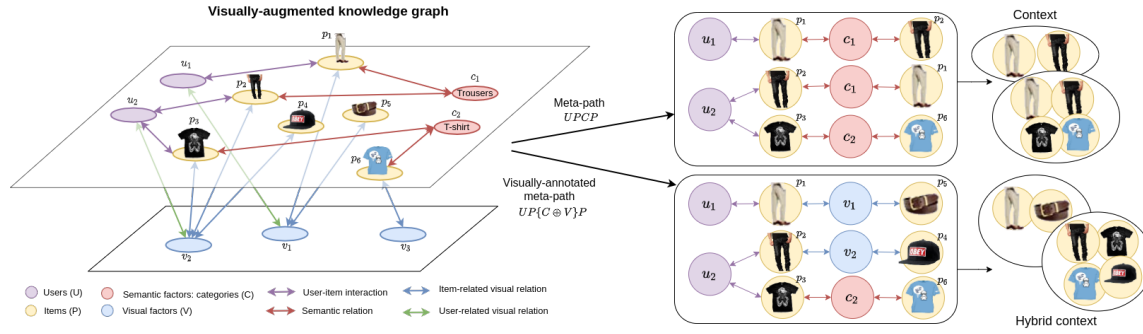 Visually-augmented knowledge graph
p1
u1
p2
c1
Trousers
u2
p4
p5
c2
OBEY
T-shirt
p3
p6
v2
v1
v3
Users (U)
Items (P)
Semantic factors: categories (C)
Visual factors (V)
User-item interaction
Semantic relation
Item-related visual relation
User-related visual relation
Meta-path
UPCP
Visually-annotated
meta-path
UP{C ⊕ V}P
u1
p1
c1
p2
p2
c1
p1
u2
p3
c2
p6
u1
p1
v1
p5
p2
v2
p4
OBEY
u2
p3
c2
p6
Context
Hybrid context